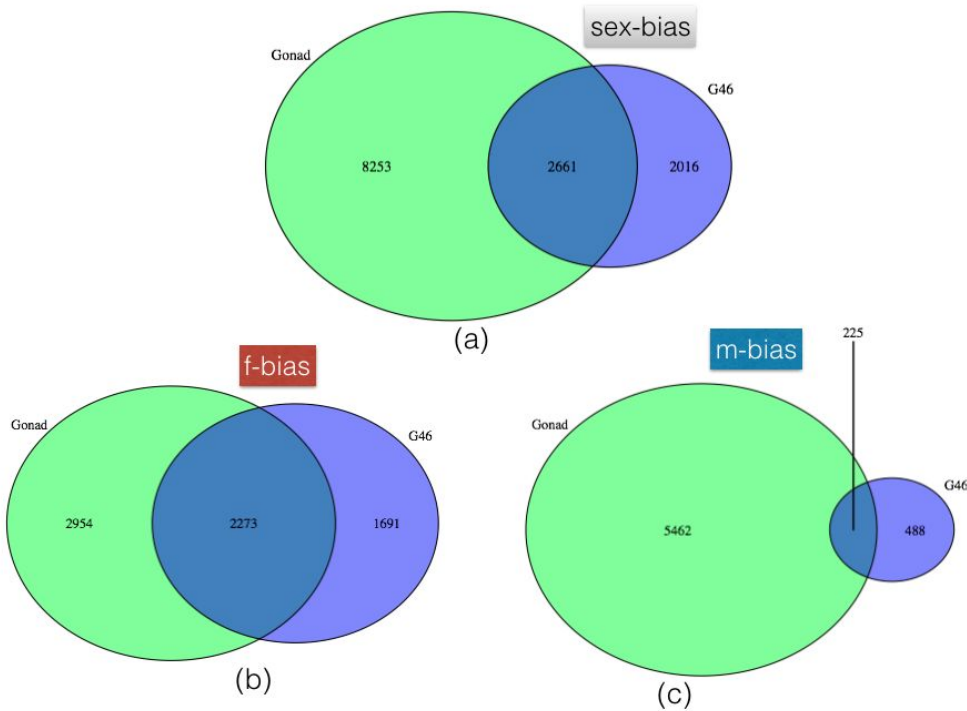 sex-bias
Gonad
G46
8253
2661
2016
(a)
f-bias
Gonad
G46
2954
2273
1691
(b)
m-bias
225
Gonad
G46
5462
488
(c)